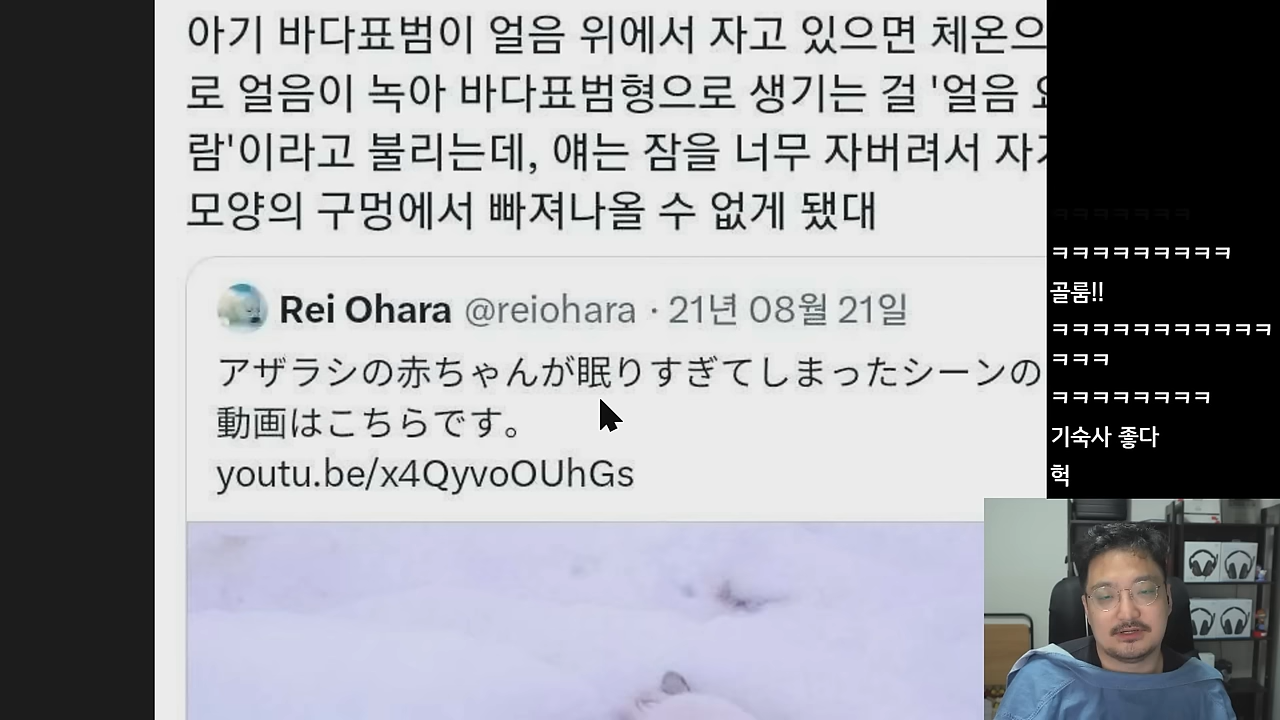 아기 바다표범이 얼음 위에서 자고 있으면 체온으
로 얼음이 녹아 바다표범형으로 생기는 걸 '얼음
람'이라고 불리는데, 얘는 잠을 너무 자버려서
모양의 구멍에서 빠져나올 수 없게 됐대
Rei Ohara @reiohara · 21년 08월 21일
アザラシの赤ちゃんが眠りすぎてしまったシーンの
動画はこちらです。
youtu.be/x4QyvoOUhGs
ㅋㅋㅋㅋㅋㅋㅋ
ㅋㅋㅋㅋㅋㅋㅋㅋㅋ
골룸!!
ㅋㅋㅋㅋㅋㅋㅋㅋㅋㅋㅋ
ㅋㅋㅋ
ㅋㅋㅋㅋㅋㅋㅋㅋ
기숙사 좋다
헉